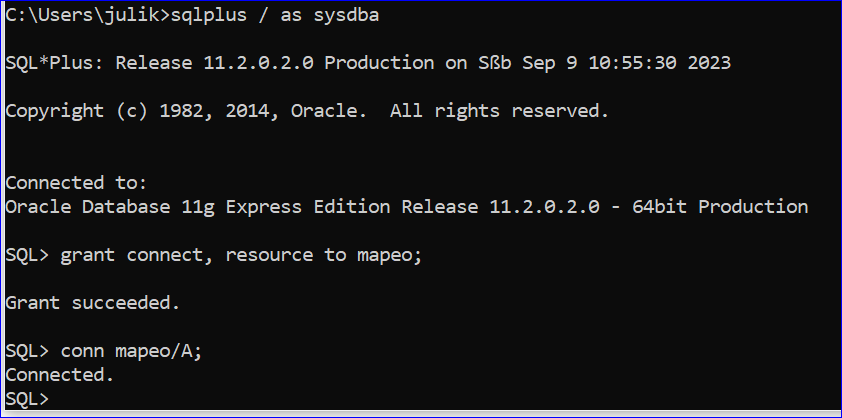 C:\Users\julik>sqlplus / as sysdba
SQL*Plus: Release 11.2.0.2.0 Production on Sßb Sep 9 10:55:30 2023
Copyright (c) 1982, 2014, Oracle.  All rights reserved.
Connected to:
Oracle Database 11g Express Edition Release 11.2.0.2.0 - 64bit Production
SQL> grant connect, resource to mapeo;
Grant succeeded.
SQL> conn mapeo/A;
Connected.
SQL>